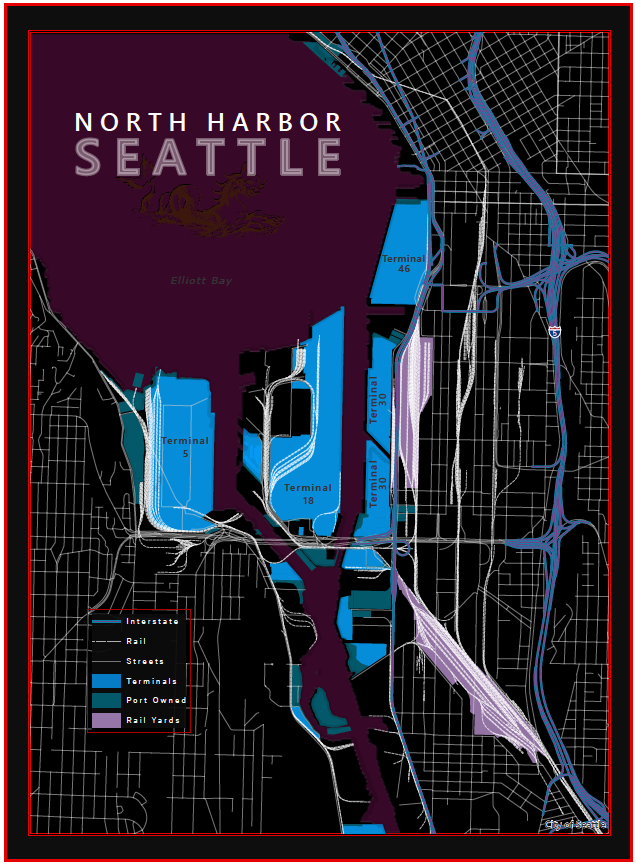 NORTH HARBOR
SEATTLE
Elliott Bay
Terminal
46
5
Terminal
30
Terminal
5
Terminal
30
Terminal
18
Interstate
Rail
Streets
Terminals
Port Owned
Rail Yards
City of Seattle